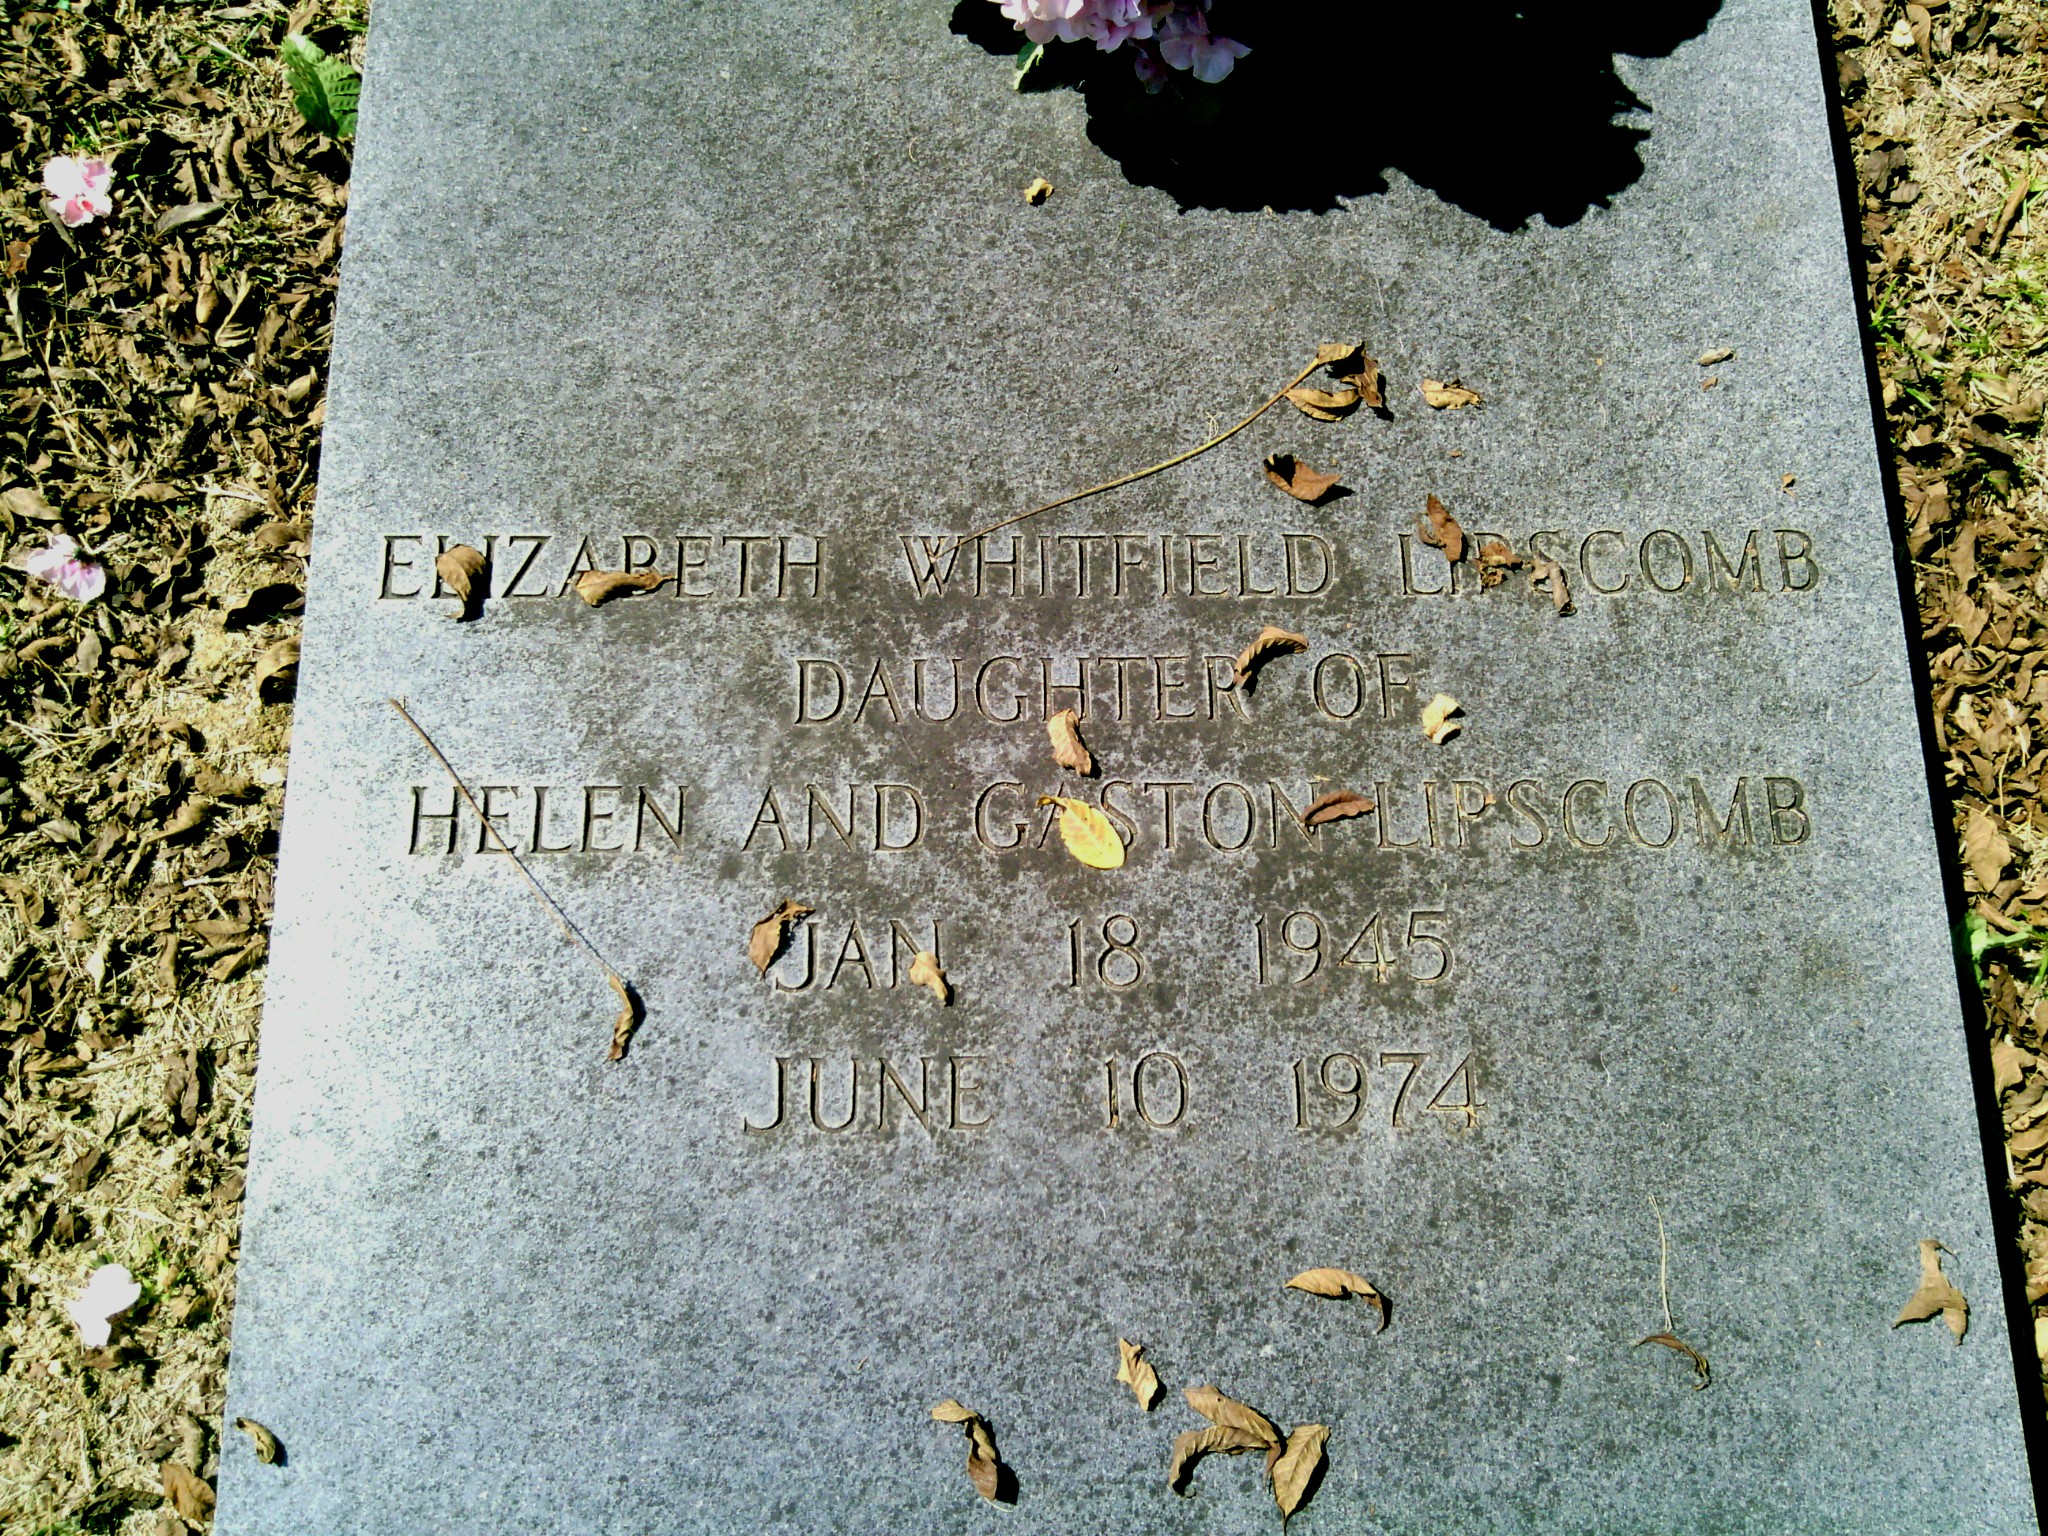 ELIZABETH WHITFIELD LIPSCOMB
DAUGHTER OF
HELEN AND GASTON LIPSCOMB
JAN 18 1945
JUNE 10 1974